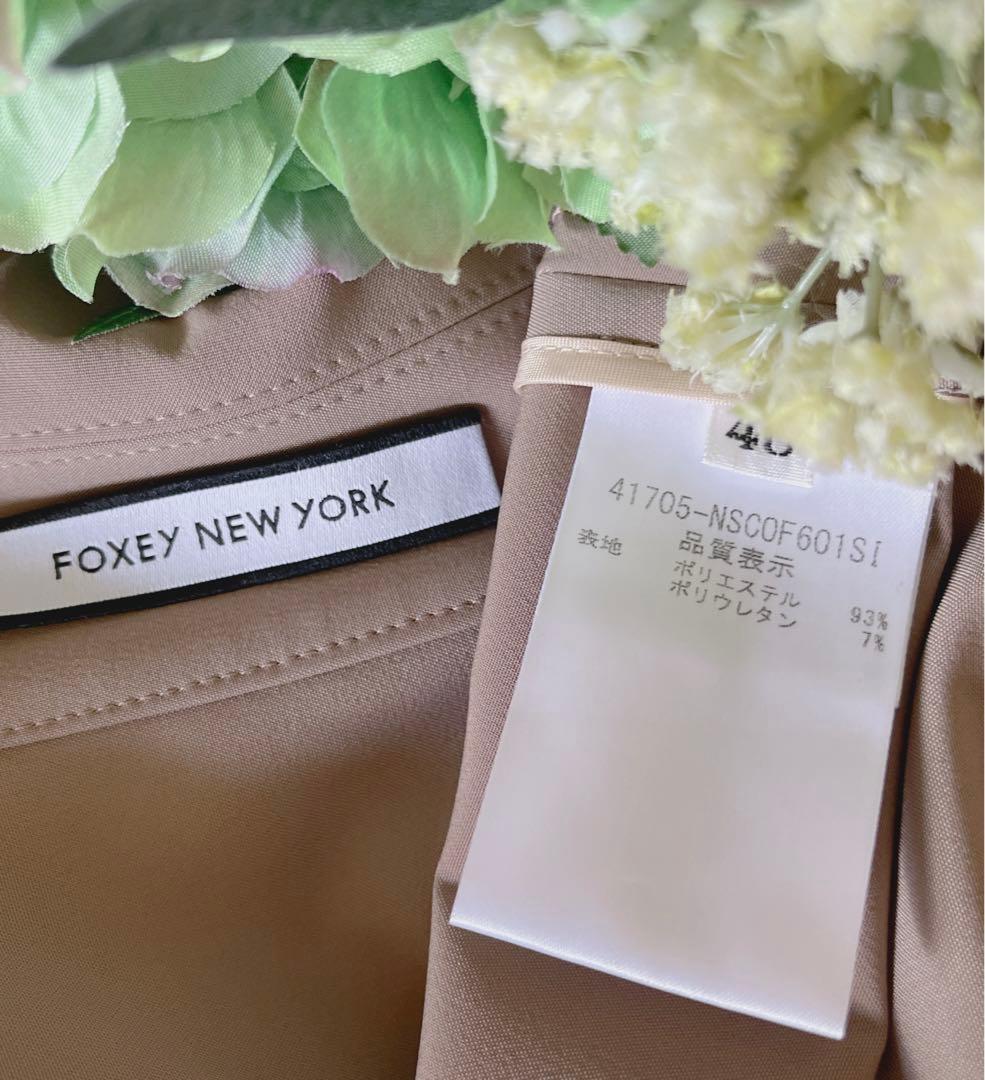 FOXEY NEW YORK
40
41705-NSCOF601SI
品質表示
表地
ポリエステル 93%
ポリウレタン 7%